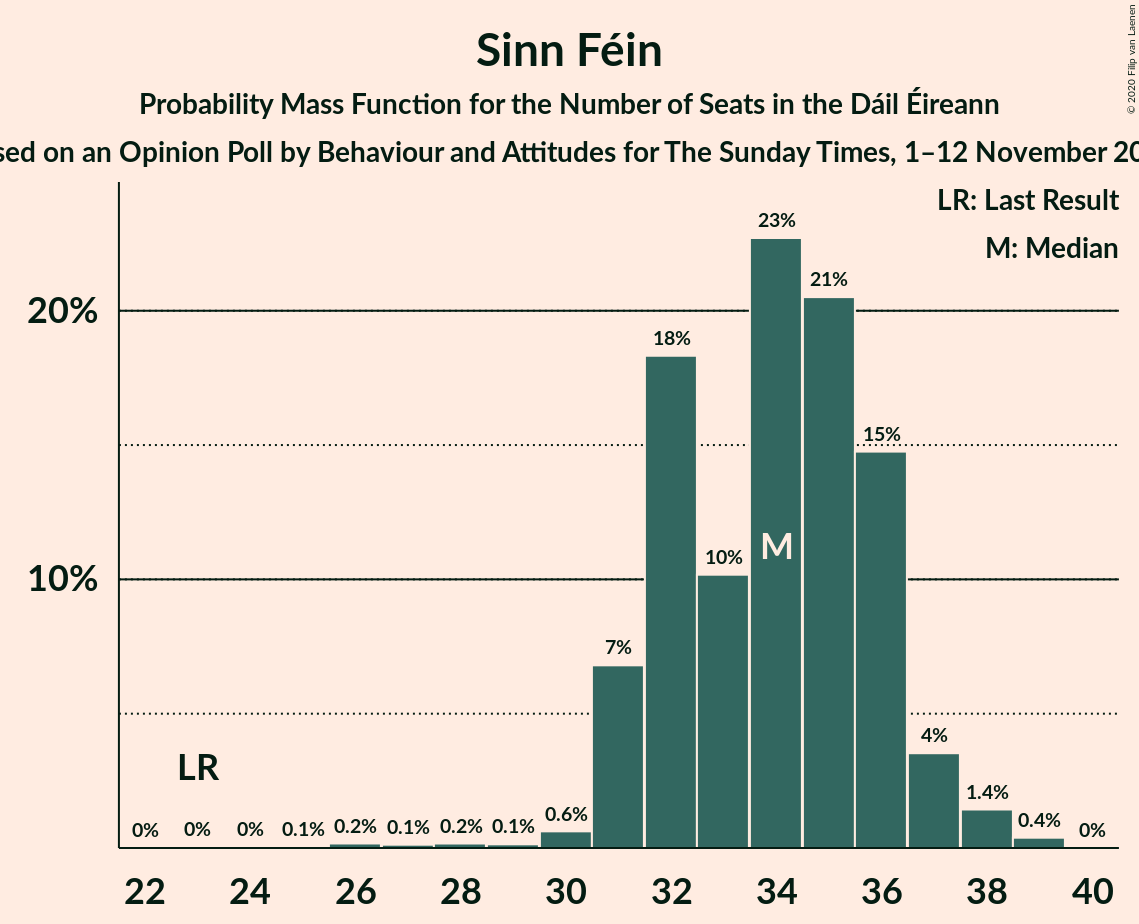 Sinn Féin
Probability Mass Function for the Number of Seats in the Dáil Éireann
on an Opinion Poll by Behaviour and Attitudes for The Sunday Times, 1–12 November
LR: Last Result
M: Median
© 2020 Filip van Laenen
20%
10%
0% 0% 0% 0.1% 0.2% 0.1% 0.2% 0.1% 0.6% 7% 18% 10% 23% 21% 15% 4% 1.4% 0.4% 0%
LR
M
22 24 26 28 30 32 34 36 38 40